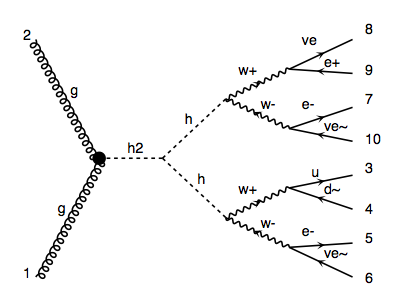 2
g
g
1
h2
h
h
w+
w-
w+
w-
ve
8
e+
9
e-
7
ve~
10
u
3
d~
4
e-
5
ve~
6